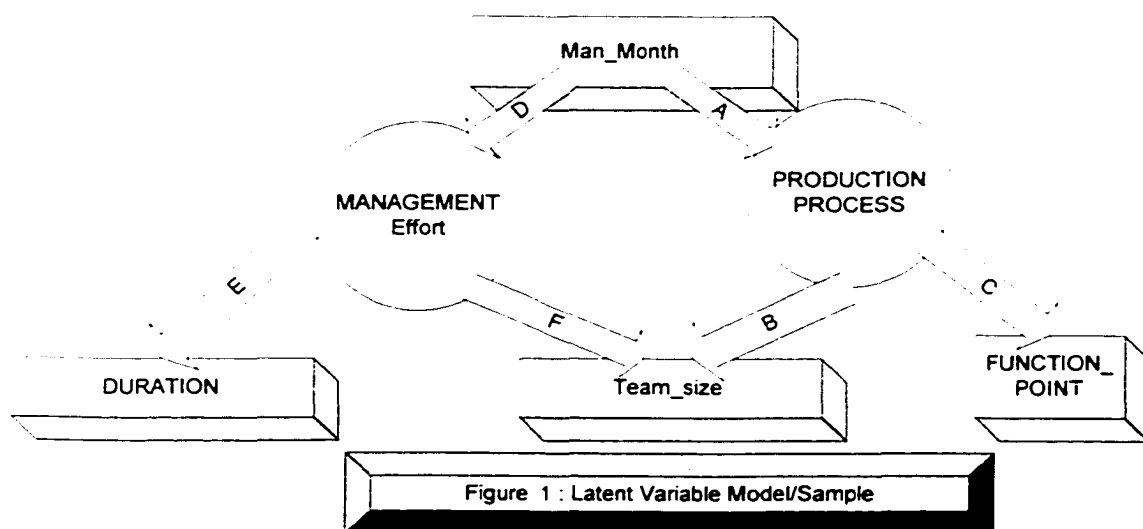 Man_Month
D
A
MANAGEMENT
Effort
PRODUCTION
PROCESS
E
F
B
C
DURATION
Team_size
FUNCTION_
POINT
Figure 1 : Latent Variable Model/Sample